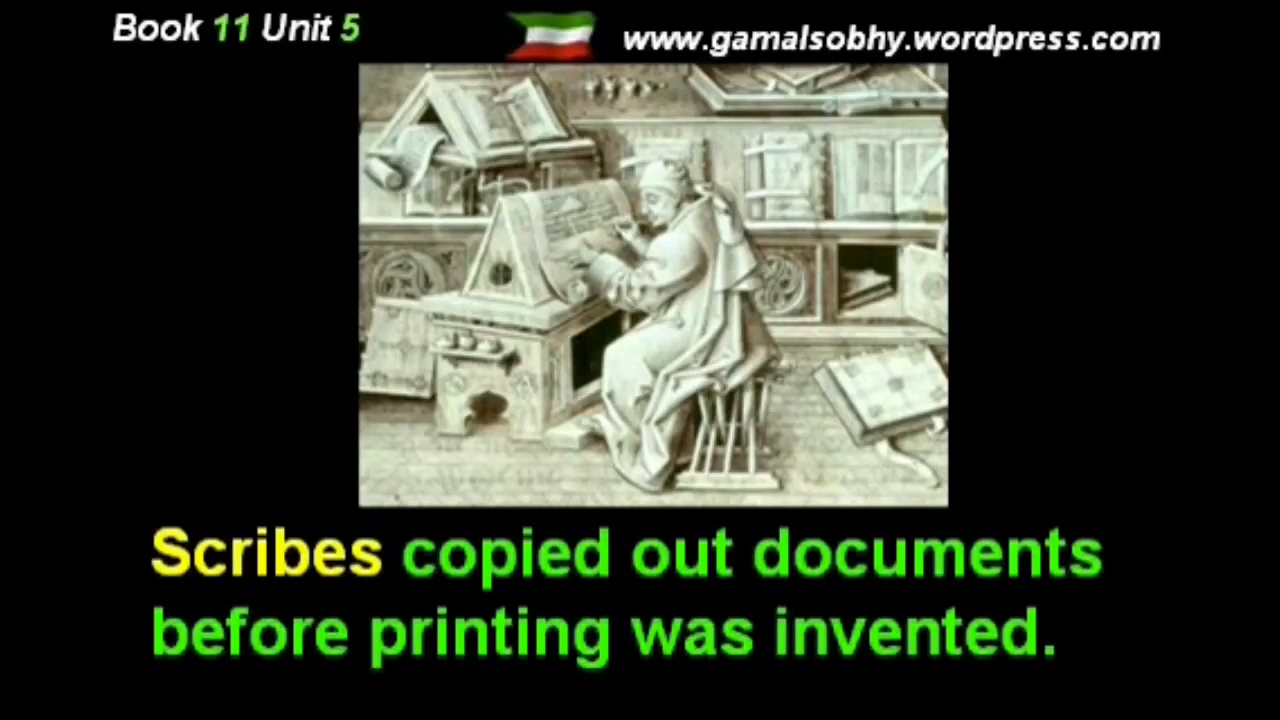 Book 11 Unit 5
www.gamalsobhy.wordpress.com
Scribes copied out documents
before printing was invented.